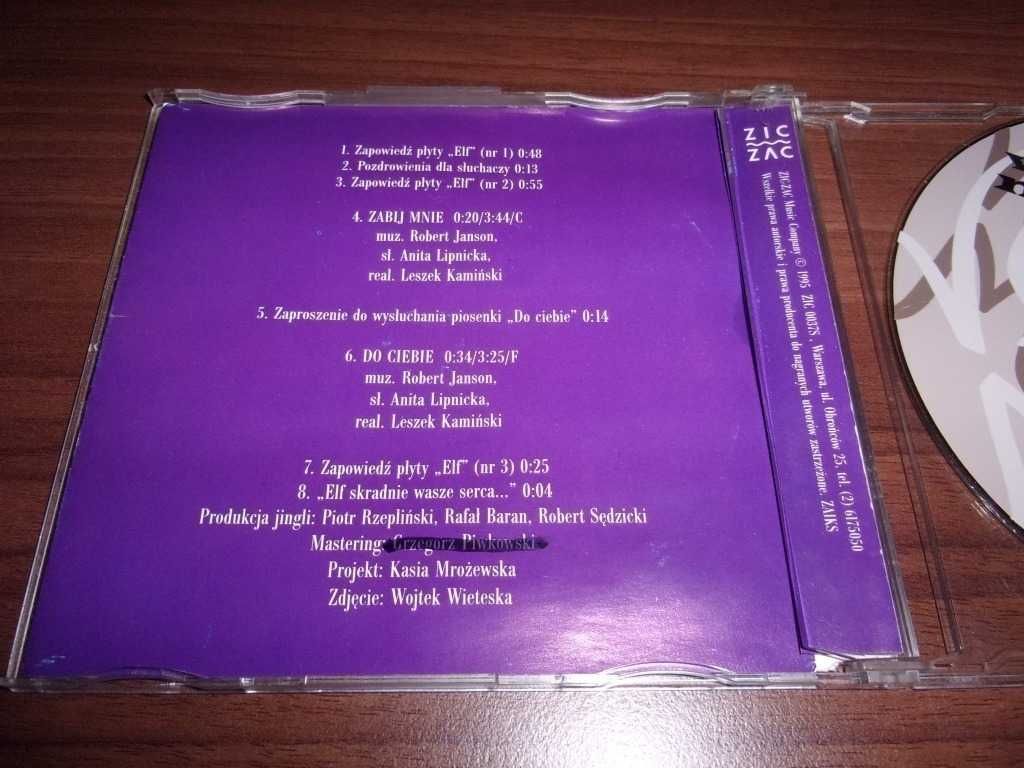 1. Zapowiedź płyty „Elf” (nr 1) 0:48
2. Pozdrowienia dla słuchaczy 0:13
3. Zapowiedź płyty „Elf” (nr 2) 0:55
4. ZABIJ MNIE 0:20/3:44/C
muz. Robert Janson,
sł. Anita Lipnicka,
real. Leszek Kamiński
5. Zaproszenie do wysłuchania piosenki „Do ciebie” 0:14
6. DO CIEBIE 0:34/3:25/F
muz. Robert Janson,
sł. Anita Lipnicka,
real. Leszek Kamiński
7. Zapowiedź płyty „Elf” (nr 3) 0:25
8. „Elf skradnie wasze serca...” 0:04
Produkcja jingli: Piotr Rzepliński, Rafał Baran, Robert Sędzicki
Mastering: Grzegorz Piwkowski
Projekt: Kasia Mrożewska
Zdjęcie: Wojtek Wieteska
ZIC
ZAC
ZIC-ZAC Music Company © 1995 ZIC 0037S , Warszawa, ul. Obrońców 25, tel. (2) 6175050
Wszelkie prawa autorskie i prawa producenta do nagranych utworów zastrzeżone. ZAIKS